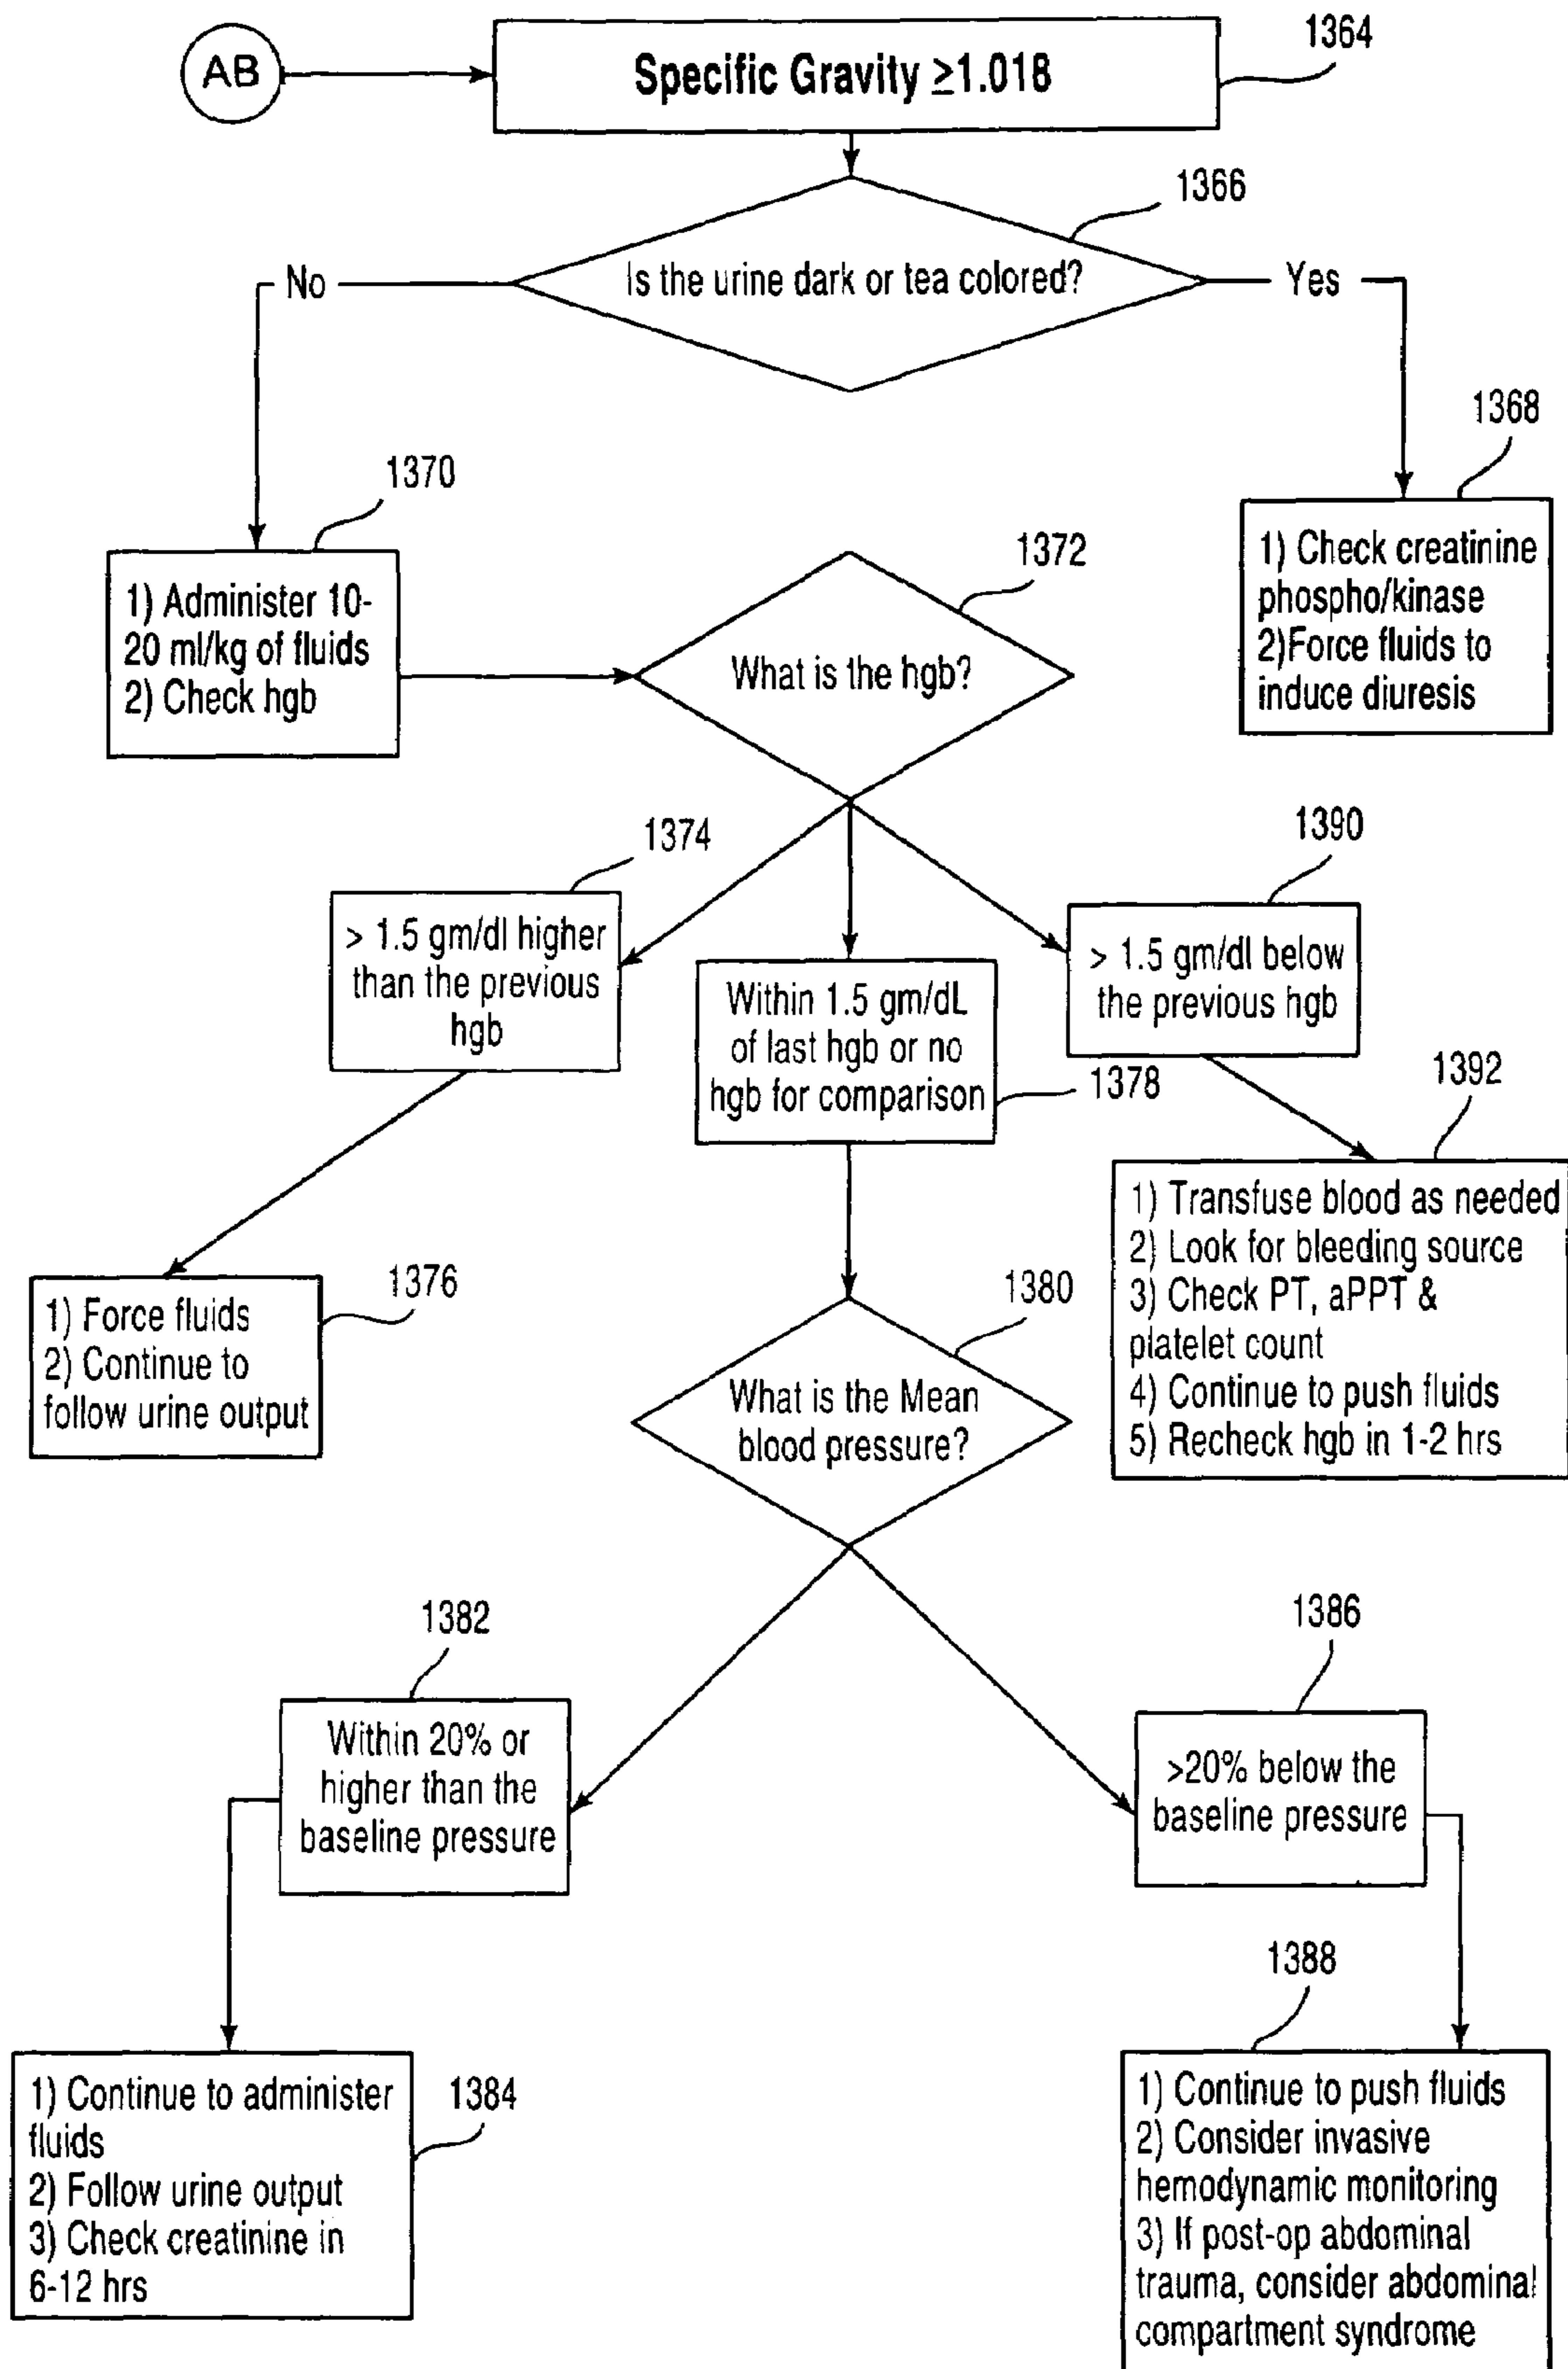 AB
Specific Gravity ≥1.018
1364
1366
Is the urine dark or tea colored?
No
Yes
1368
1) Check creatinine
phospho/kinase
2)Force fluids to
induce diuresis
1370
1) Administer 10-
20 ml/kg of fluids
2) Check hgb
1372
What is the hgb?
1374
> 1.5 gm/dl higher
than the previous
hgb
1390
> 1.5 gm/dl below
the previous hgb
Within 1.5 gm/dL
of last hgb or no
hgb for comparison
1378
1392
1) Transfuse blood as needed
2) Look for bleeding source
3) Check PT, aPPT &
platelet count
4) Continue to push fluids
5) Recheck hgb in 1-2 hrs
1376
1) Force fluids
2) Continue to
follow urine output
1380
What is the Mean
blood pressure?
1382
Within 20% or
higher than the
baseline pressure
1386
>20% below the
baseline pressure
1384
1) Continue to administer
fluids
2) Follow urine output
3) Check creatinine in
6-12 hrs
1388
1) Continue to push fluids
2) Consider invasive
hemodynamic monitoring
3) If post-op abdominal
trauma, consider abdominal
compartment syndrome